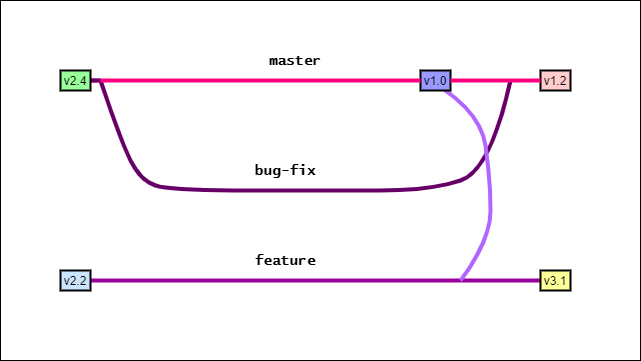 master
v2.4
v1.0
v1.2
bug-fix
feature
v2.2
v3.1